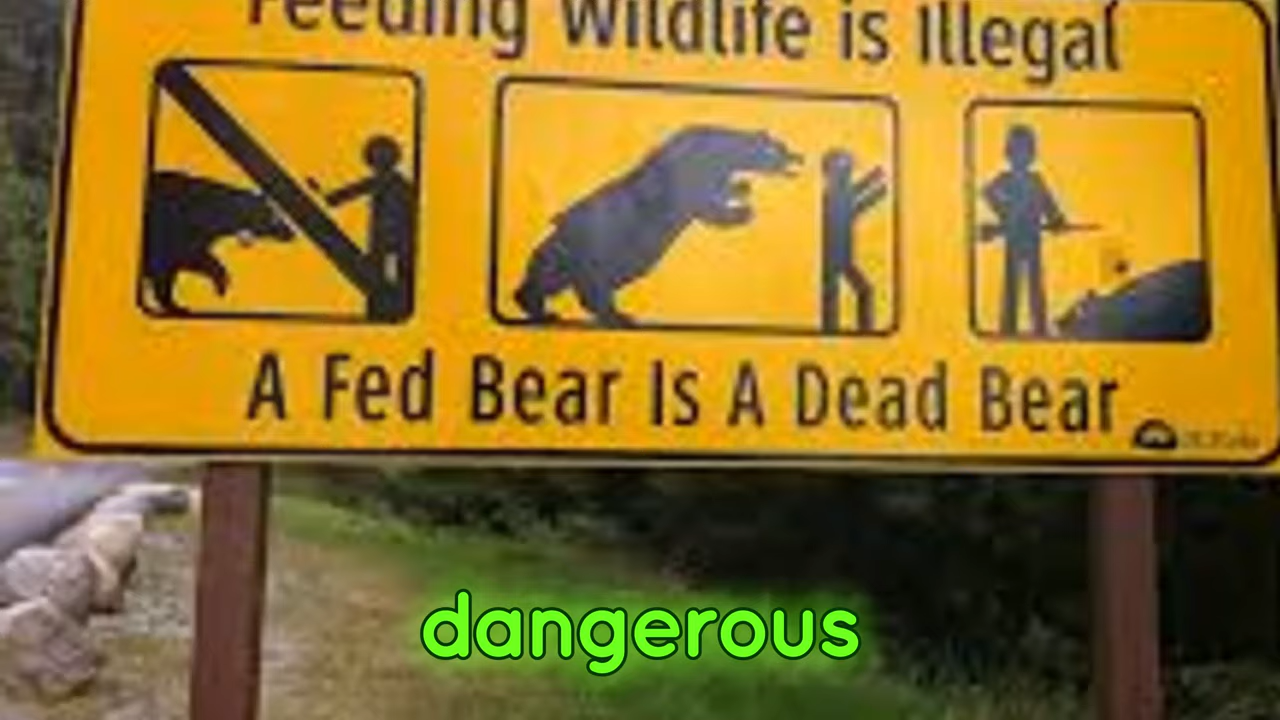 Feeding Wildlife is Illegal
A Fed Bear Is A Dead Bear
dangerous